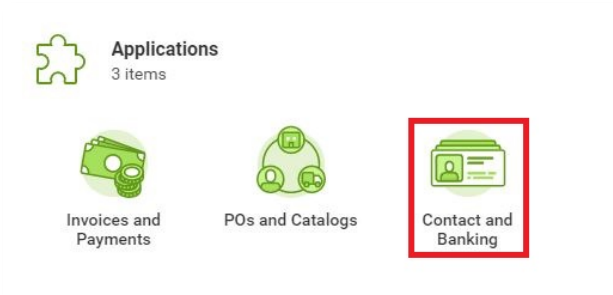 Applications
3 items
Invoices and
Payments
POs and Catalogs
Contact and
Banking